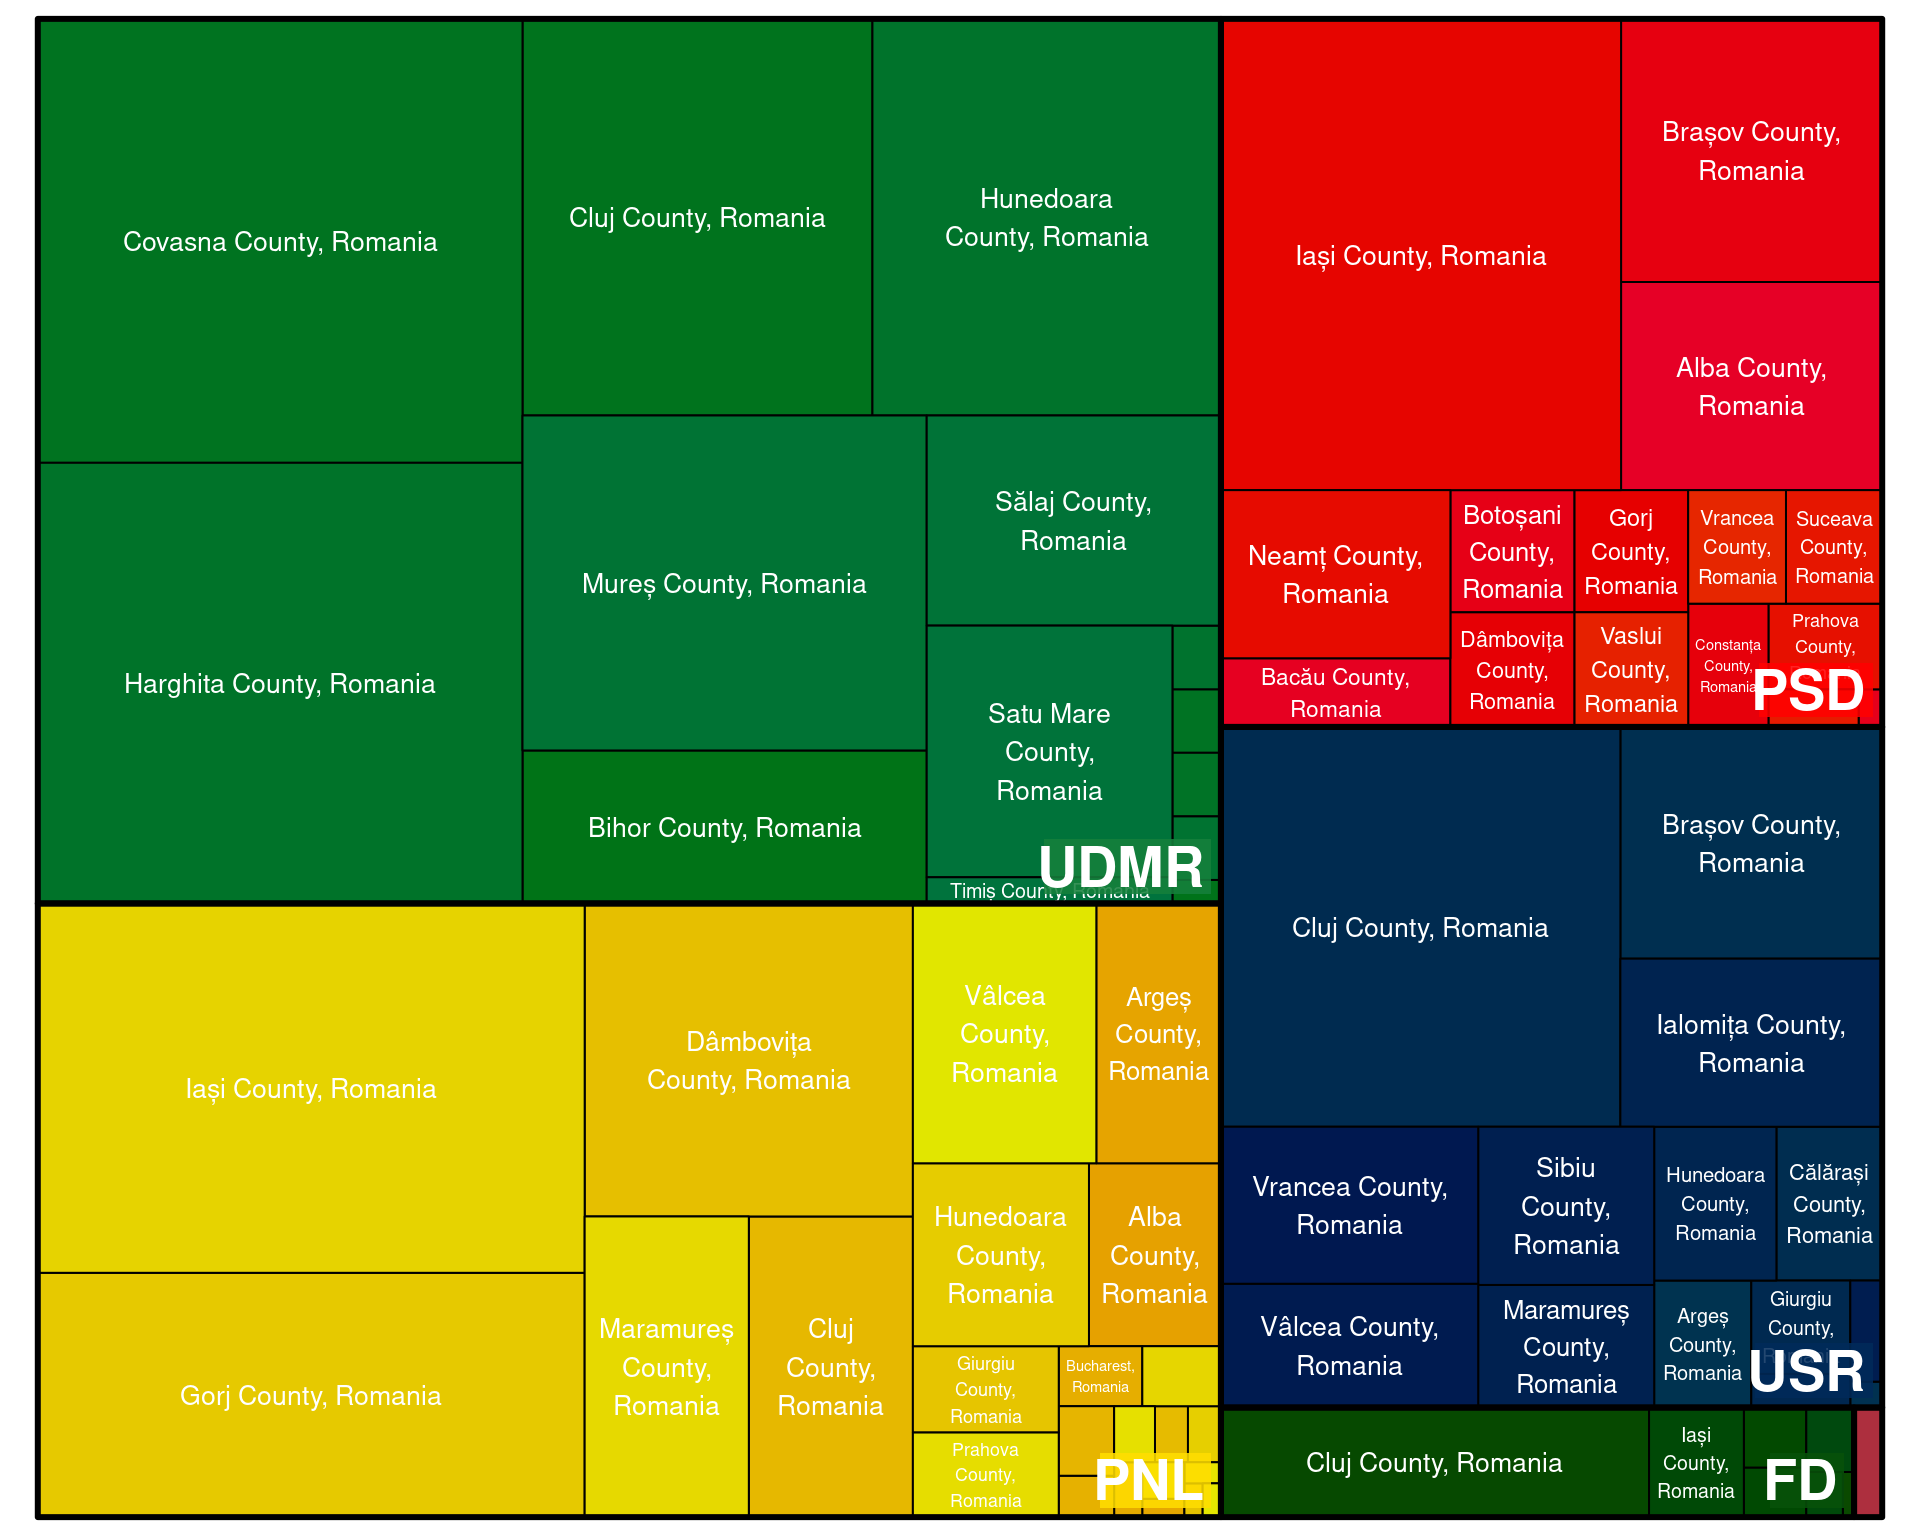 Covasna County, Romania
Cluj County, Romania
Hunedoara
County, Romania
Harghita County, Romania
Mureș County, Romania
Sălaj County,
Romania
Satu Mare
County,
Romania
Bihor County, Romania
Timiș County, Romania
UDMR
Iași County, Romania
Brașov County,
Romania
Alba County,
Romania
Neamț County,
Romania
Botoșani
County,
Romania
Gorj
County,
Romania
Vrancea
County,
Romania
Suceava
County,
Romania
Bacău County,
Romania
Dâmbovița
County,
Romania
Vaslui
County,
Romania
Constanța
County,
Romania
Prahova
County,
PSD
Iași County, Romania
Dâmbovița
County, Romania
Vâlcea
County,
Romania
Argeș
County,
Romania
Gorj County, Romania
Maramureș
County,
Romania
Cluj
County,
Romania
Hunedoara
County,
Romania
Alba
County,
Romania
Giurgiu
County,
Romania
Bucharest,
Romania
Prahova
County,
Romania
PNL
Cluj County, Romania
Brașov County,
Romania
Ialomița County,
Romania
Vrancea County,
Romania
Sibiu
County,
Romania
Hunedoara
County,
Romania
Călărași
County,
Romania
Vâlcea County,
Romania
Maramureș
County,
Romania
Argeș
County,
Romania
Giurgiu
County,
USR
Cluj County, Romania
Iași
County,
Romania
FD